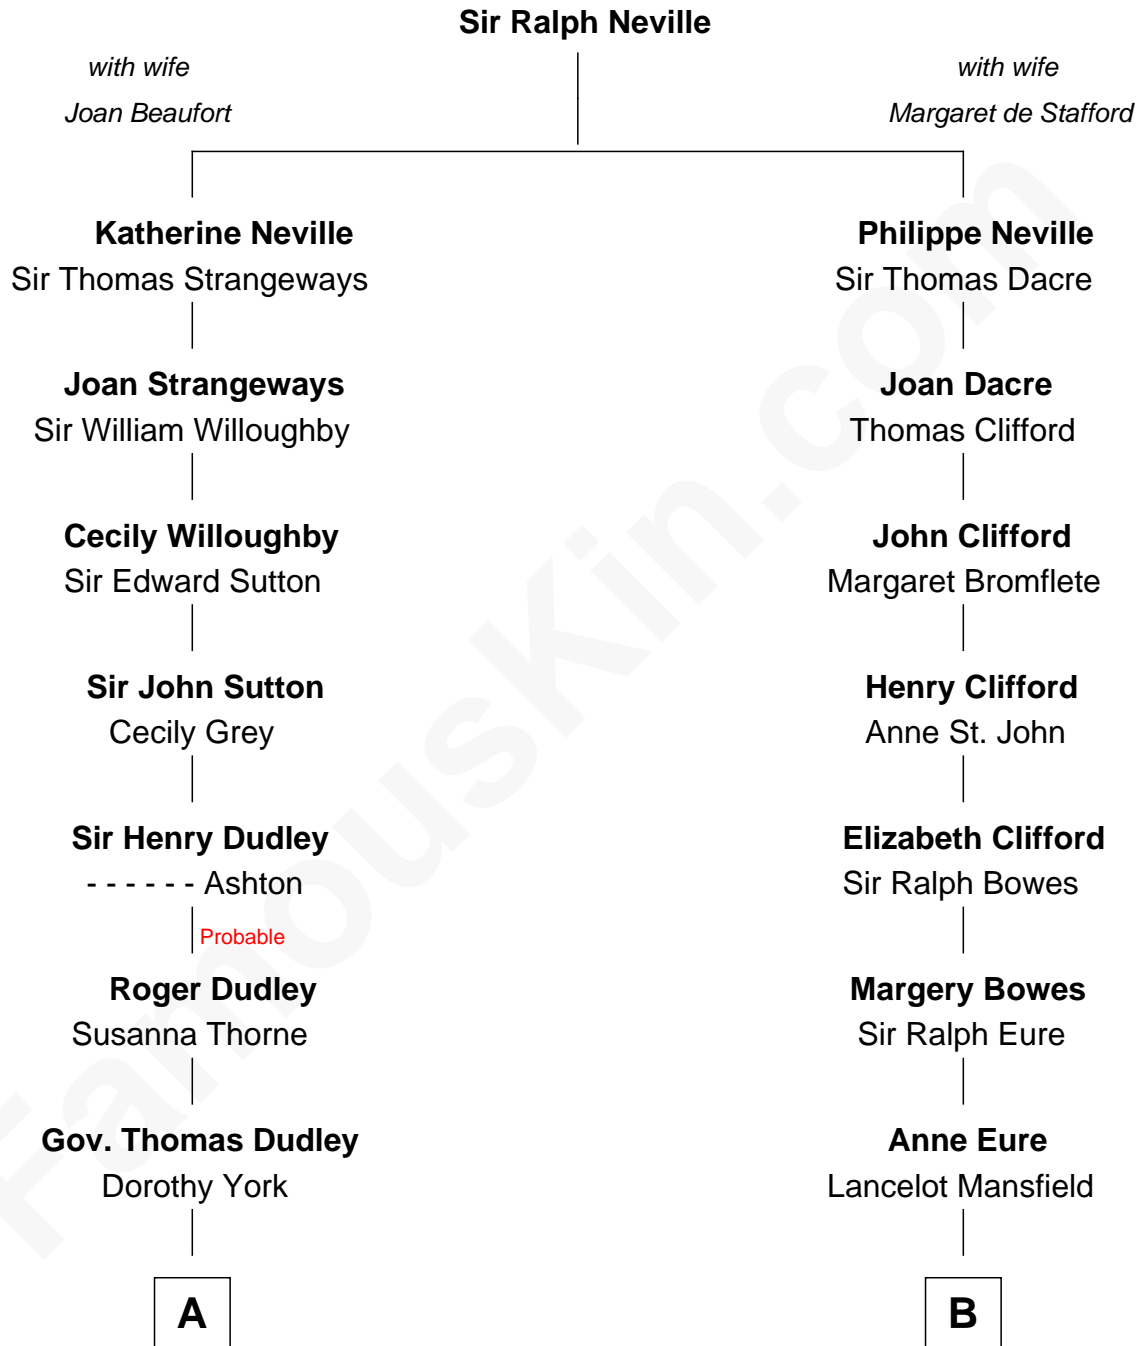 Sir Ralph Neville
with wife
Joan Beaufort
with wife
Margaret de Stafford
Katherine Neville
Sir Thomas Strangeways
Philippe Neville
Sir Thomas Dacre
Joan Strangeways
Sir William Willoughby
Joan Dacre
Thomas Clifford
Cecily Willoughby
Sir Edward Sutton
John Clifford
Margaret Bromflete
Sir John Sutton
Cecily Grey
Henry Clifford
Anne St. John
Sir Henry Dudley
- - - - - - Ashton
Probable
Elizabeth Clifford
Sir Ralph Bowes
Roger Dudley
Susanna Thorne
Margery Bowes
Sir Ralph Eure
Gov. Thomas Dudley
Dorothy York
Anne Eure
Lancelot Mansfield
A
B
FamousKin.com